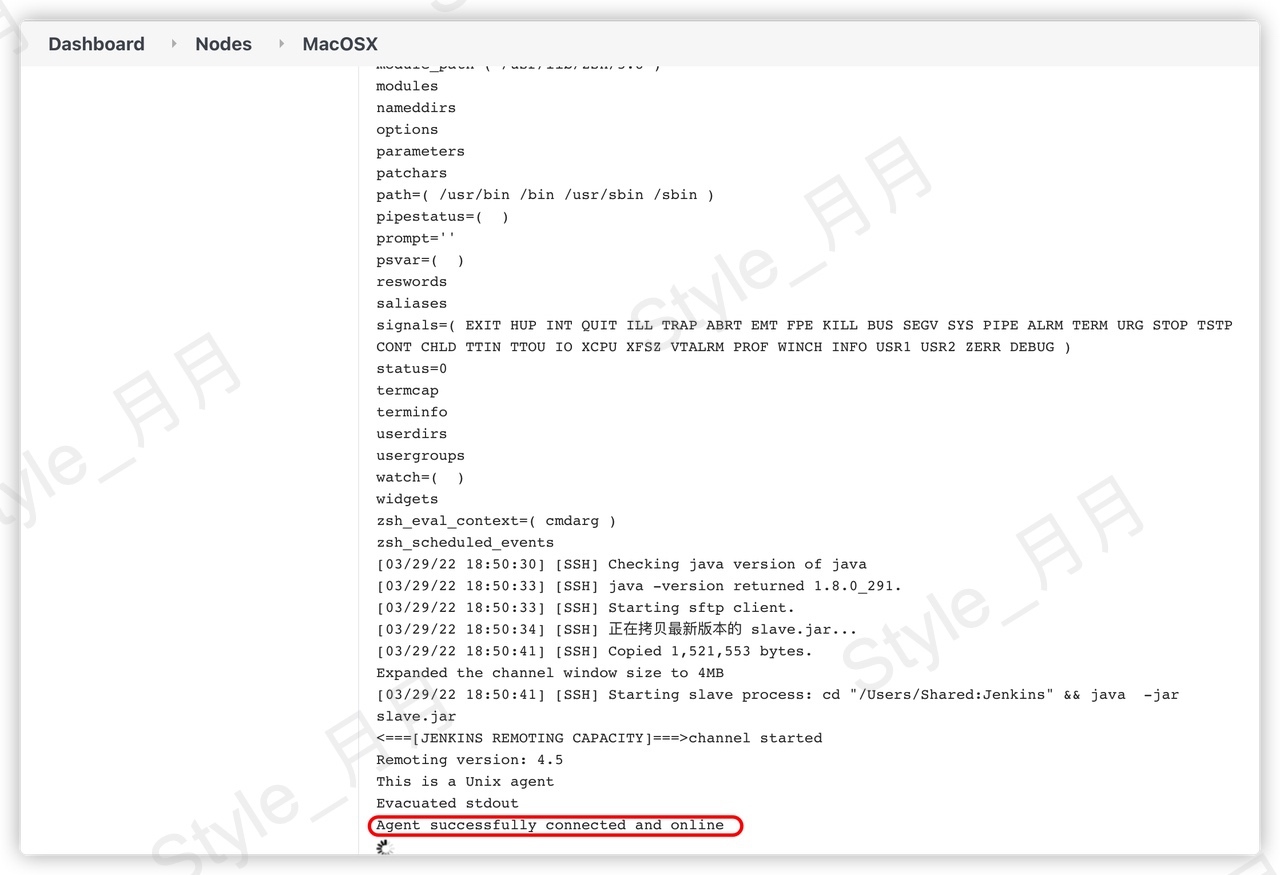 Dashboard Nodes MacOSX
module_path ( /usr/lib/zsh/5.8 )
modules
nameddirs
options
parameters
patchars
path=( /usr/bin /bin /usr/sbin /sbin )
pipestatus=(  )
prompt=''
psvar=(  )
reswords
saliases
signals=( EXIT HUP INT QUIT ILL TRAP ABRT EMT FPE KILL BUS SEGV SYS PIPE ALRM TERM URG STOP TSTP
CONT CHLD TTIN TTOU IO XCPU XFSZ VTALRM PROF WINCH INFO USR1 USR2 ZERR DEBUG )
status=0
termcap
terminfo
userdirs
usergroups
watch=(  )
widgets
zsh_eval_context=( cmdarg )
zsh_scheduled_events
[03/29/22 18:50:30] [SSH] Checking java version of java
[03/29/22 18:50:33] [SSH] java -version returned 1.8.0_291.
[03/29/22 18:50:33] [SSH] Starting sftp client.
[03/29/22 18:50:34] [SSH] 正在拷贝最新版本的 slave.jar...
[03/29/22 18:50:41] [SSH] Copied 1,521,553 bytes.
Expanded the channel window size to 4MB
[03/29/22 18:50:41] [SSH] Starting slave process: cd "/Users/Shared:Jenkins" && java  -jar
slave.jar
<===[JENKINS REMOTING CAPACITY]===>channel started
Remoting version: 4.5
This is a Unix agent
Evacuated stdout
Agent successfully connected and online
Style_月月
Style_月月
Style_月月
Style_月月